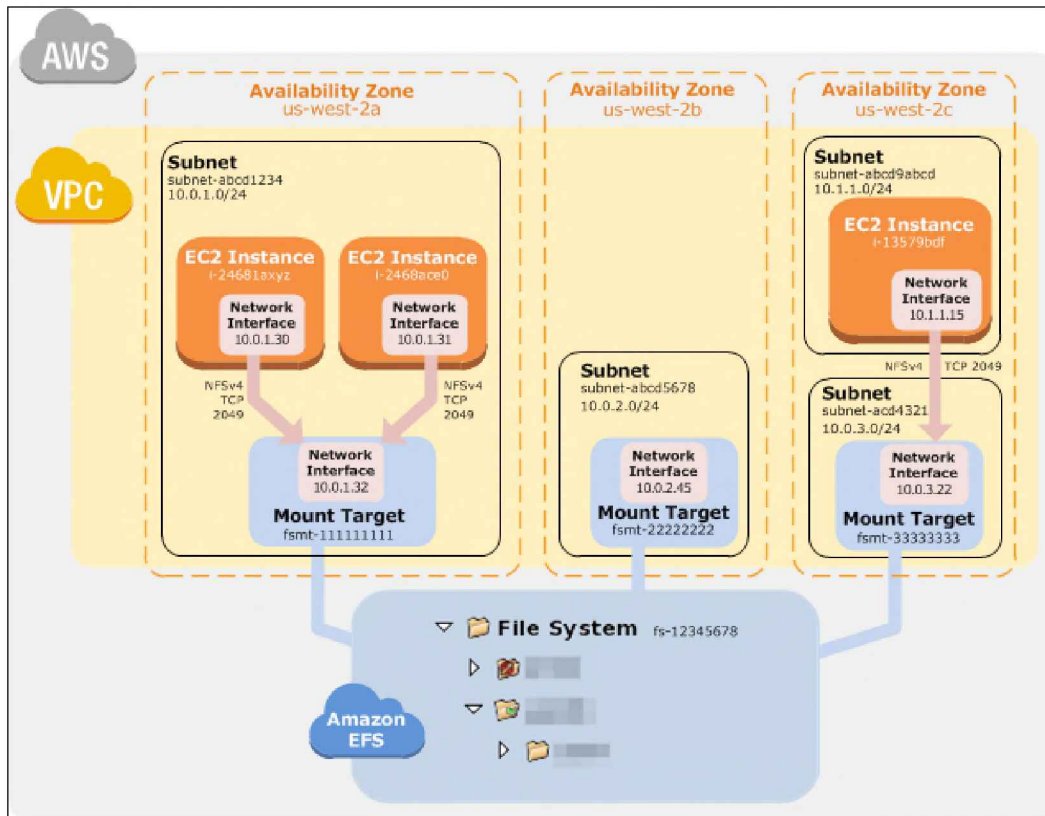 AWS
Availability Zone
us-west-2a
Availability Zone
us-west-2b
Availability Zone
us-west-2c
VPC
Subnet
subnet-abcd1234
10.0.1.0/24
EC2 Instance
i-24681axyz
Network
Interface
10.0.1.30
EC2 Instance
i-2468ace0
Network
Interface
10.0.1.31
NFSv4
TCP
2049
NFSv4
TCP
2049
Network
Interface
10.0.1.32
Mount Target
fsmt-111111111
Subnet
subnet-abcd5678
10.0.2.0/24
Network
Interface
10.0.2.45
Mount Target
fsmt-22222222
Subnet
subnet-abcd9abcd
10.1.1.0/24
EC2 Instance
i-13579bdf
Network
Interface
10.1.1.15
NFSv4 TCP 2049
Subnet
subnet-acd4321
10.0.3.0/24
Network
Interface
10.0.3.22
Mount Target
fsmt-33333333
File System fs-12345678
Amazon
EFS